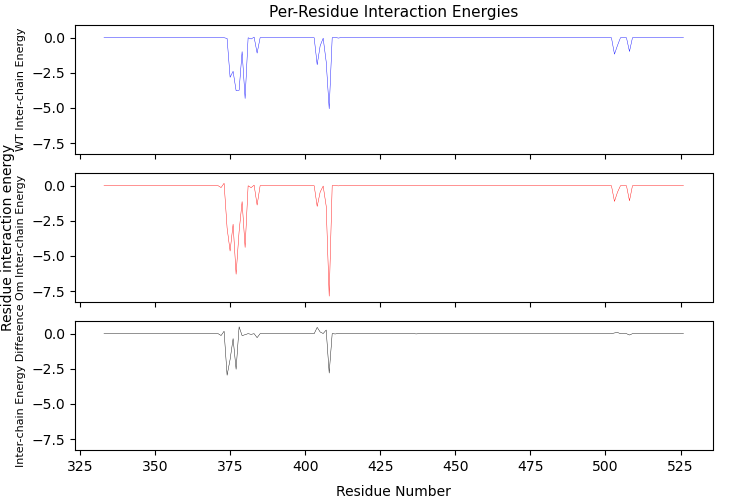 Per-Residue Interaction Energies
Residue interaction energy
WT Inter-chain Energy
0.0
−2.5
−5.0
−7.5
Om Inter-chain Energy
0.0
−2.5
−5.0
−7.5
Inter-chain Energy Difference
0.0
−2.5
−5.0
−7.5
325 350 375 400 425 450 475 500 525
Residue Number